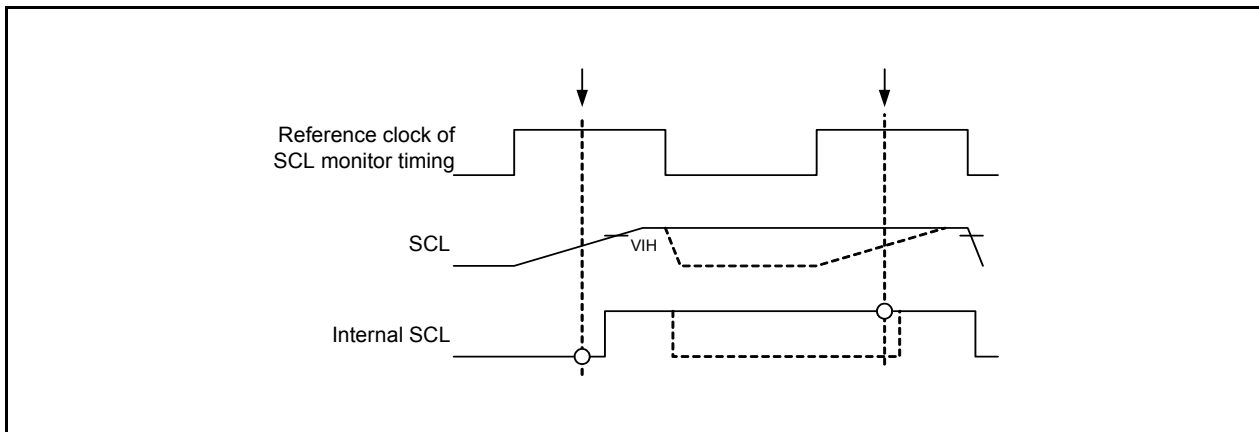 Reference clock of
SCL monitor timing
SCL
VIH
Internal SCL